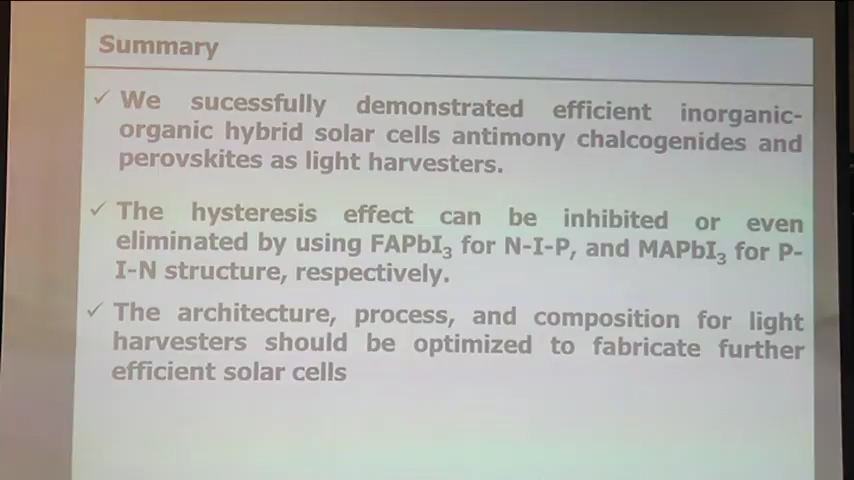 Summary
✓ We sucessfully demonstrated efficient inorganic-
organic hybrid solar cells antimony chalcogenides and
perovskites as light harvesters.
✓ The hysteresis effect can be inhibited or even
eliminated by using FAPbI₃ for N-I-P, and MAPbI₃ for P-
I-N structure, respectively.
✓ The architecture, process, and composition for light
harvesters should be optimized to fabricate further
efficient solar cells